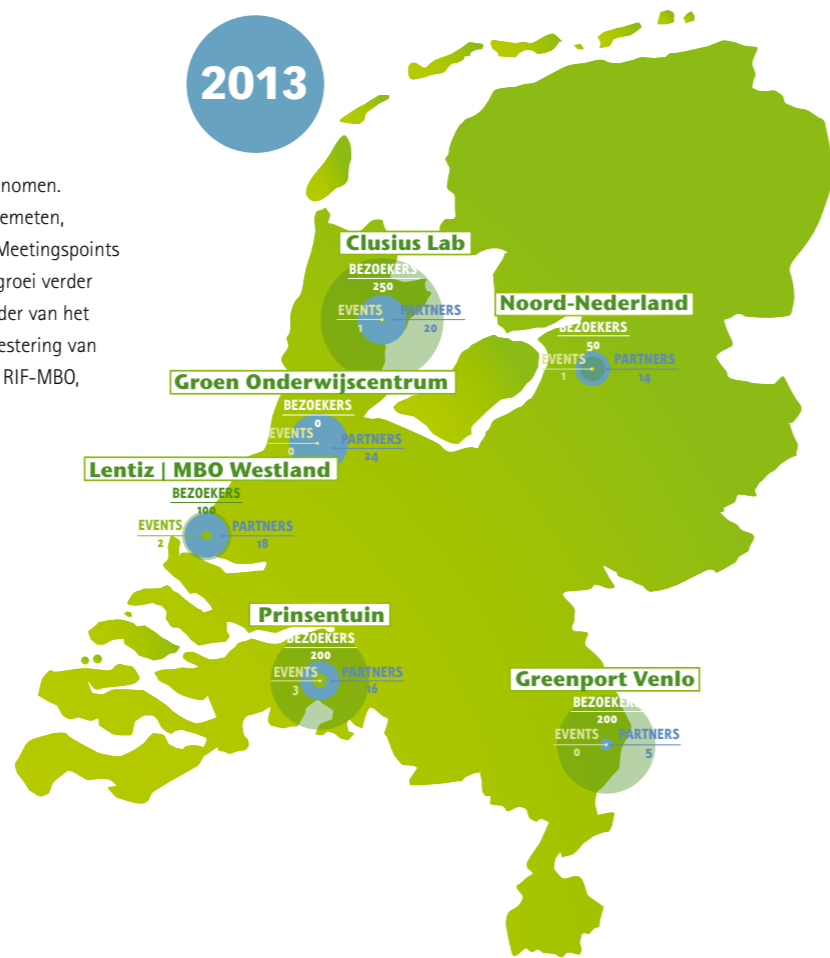 2013
nomen.
emeten,
Meetingspoints
groei verder
der van het
estering van
RIF-MBO,
Clusius Lab
BEZOEKERS
250
EVENTS
1
PARTNERS
20
Noord-Nederland
BEZOEKERS
50
EVENTS
1
PARTNERS
14
Groen Onderwijscentrum
BEZOEKERS
0
EVENTS
0
PARTNERS
24
Lentiz | MBO Westland
BEZOEKERS
100
EVENTS
2
PARTNERS
18
Prinsentuin
BEZOEKERS
200
EVENTS
3
PARTNERS
16
Greenport Venlo
BEZOEKERS
200
EVENTS
0
PARTNERS
5